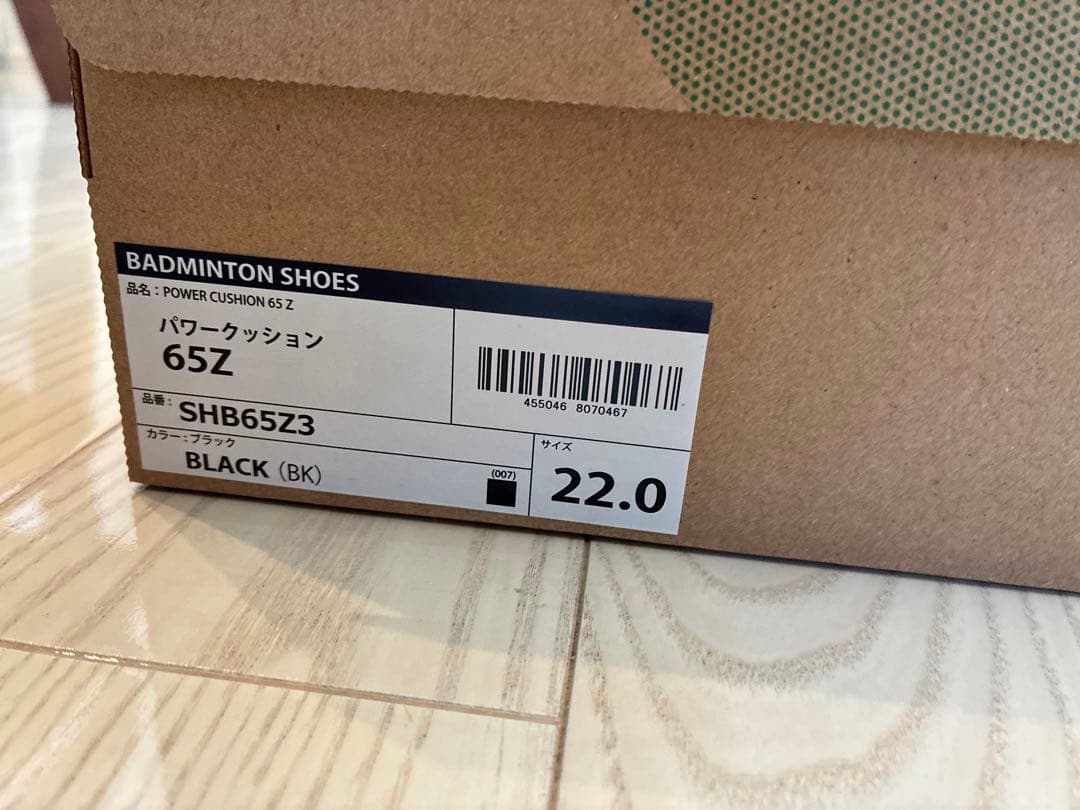 BADMINTON SHOES
品名：POWER CUSHION 65 Z
パワークッション
65Z
455046 8070467
品番：
SHB65Z3
カラー：ブラック
BLACK（BK）
(007)
サイズ
22.0